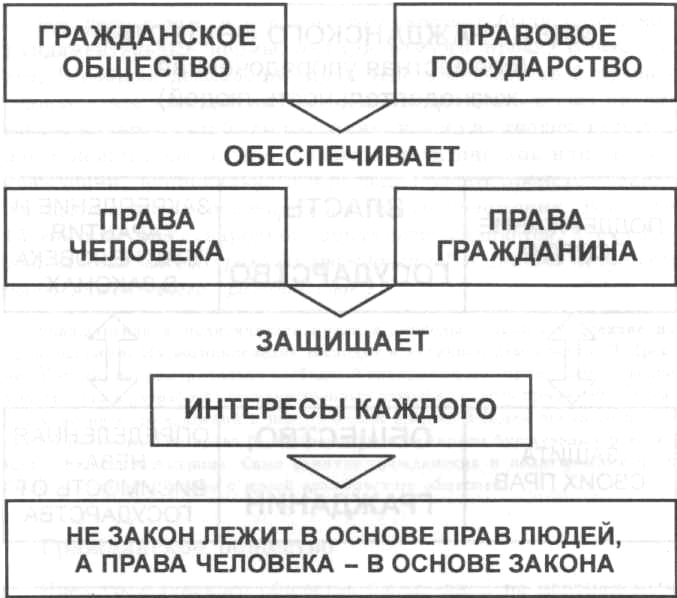 ГРАЖДАНСКОЕ
ОБЩЕСТВО
ПРАВОВОЕ
ГОСУДАРСТВО
ОБЕСПЕЧИВАЕТ
ПРАВА
ЧЕЛОВЕКА
ПРАВА
ГРАЖДАНИНА
ЗАЩИЩАЕТ
ИНТЕРЕСЫ КАЖДОГО
НЕ ЗАКОН ЛЕЖИТ В ОСНОВЕ ПРАВ ЛЮДЕЙ,
А ПРАВА ЧЕЛОВЕКА – В ОСНОВЕ ЗАКОНА